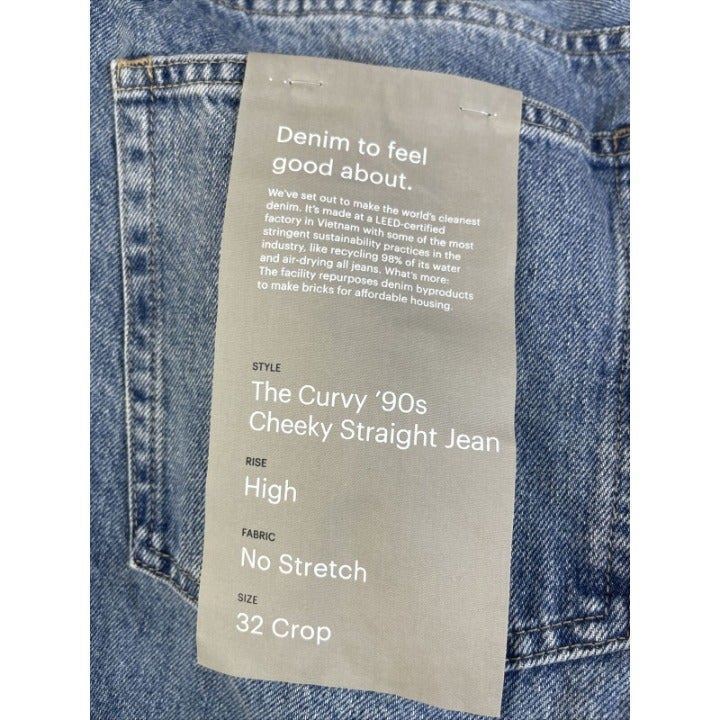 Denim to feel
good about.
We've set out to make the world's cleanest
denim. It's made at a LEED-certified
factory in Vietnam with some of the most
stringent sustainability practices in the
industry, like recycling 98% of its water
and air-drying all jeans. What's more:
The facility repurposes denim byproducts
to make bricks for affordable housing.
STYLE
The Curvy ’90s
Cheeky Straight Jean
RISE
High
FABRIC
No Stretch
SIZE
32 Crop